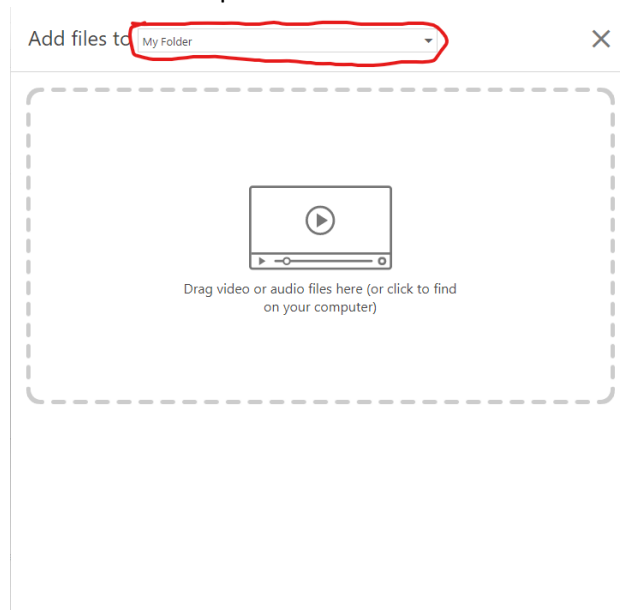 Add files to My Folder
Drag video or audio files here (or click to find
on your computer)